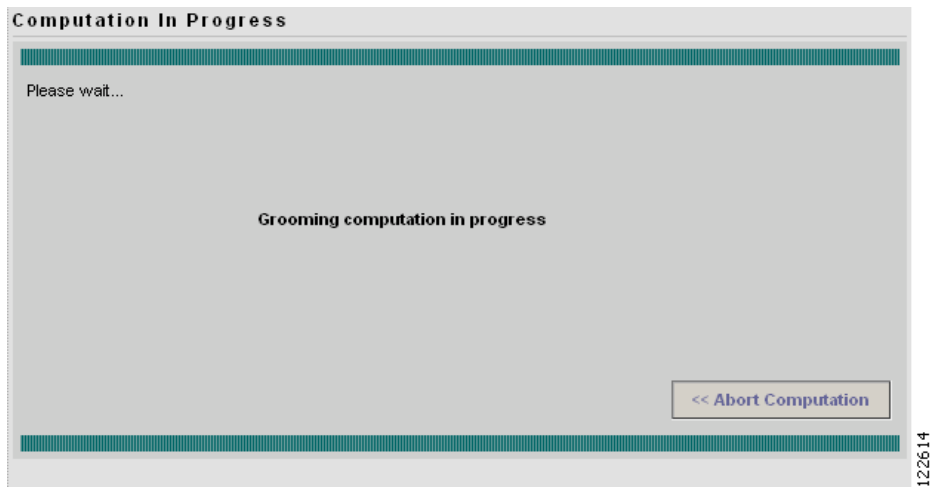 Computation In Progress
Please wait...
Grooming computation in progress
<< Abort Computation
122614